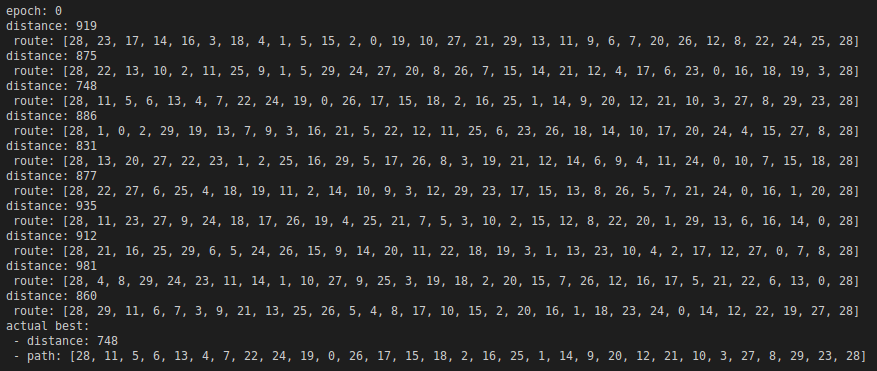 epoch: 0
distance: 919
 route: [28, 23, 17, 14, 16, 3, 18, 4, 1, 5, 15, 2, 0, 19, 10, 27, 21, 29, 13, 11, 9, 6, 7, 20, 26, 12, 8, 22, 24, 25, 28]
distance: 875
 route: [28, 22, 13, 10, 2, 11, 25, 9, 1, 5, 29, 24, 27, 20, 8, 26, 7, 15, 14, 21, 12, 4, 17, 6, 23, 0, 16, 18, 19, 3, 28]
distance: 748
 route: [28, 11, 5, 6, 13, 4, 7, 22, 24, 19, 0, 26, 17, 15, 18, 2, 16, 25, 1, 14, 9, 20, 12, 21, 10, 3, 27, 8, 29, 23, 28]
distance: 886
 route: [28, 1, 0, 2, 29, 19, 13, 7, 9, 3, 16, 21, 5, 22, 12, 11, 25, 6, 23, 26, 18, 14, 10, 17, 20, 24, 4, 15, 27, 8, 28]
distance: 831
 route: [28, 13, 20, 27, 22, 23, 1, 2, 25, 16, 29, 5, 17, 26, 8, 3, 19, 21, 12, 14, 6, 9, 4, 11, 24, 0, 10, 7, 15, 18, 28]
distance: 877
 route: [28, 22, 27, 6, 25, 4, 18, 19, 11, 2, 14, 10, 9, 3, 12, 29, 23, 17, 15, 13, 8, 26, 5, 7, 21, 24, 0, 16, 1, 20, 28]
distance: 935
 route: [28, 11, 23, 27, 9, 24, 18, 17, 26, 19, 4, 25, 21, 7, 5, 3, 10, 2, 15, 12, 8, 22, 20, 1, 29, 13, 6, 16, 14, 0, 28]
distance: 912
 route: [28, 21, 16, 25, 29, 6, 5, 24, 26, 15, 9, 14, 20, 11, 22, 18, 19, 3, 1, 13, 23, 10, 4, 2, 17, 12, 27, 0, 7, 8, 28]
distance: 981
 route: [28, 4, 8, 29, 24, 23, 11, 14, 1, 10, 27, 9, 25, 3, 19, 18, 2, 20, 15, 7, 26, 12, 16, 17, 5, 21, 22, 6, 13, 0, 28]
distance: 860
 route: [28, 29, 11, 6, 7, 3, 9, 21, 13, 25, 26, 5, 4, 8, 17, 10, 15, 2, 20, 16, 1, 18, 23, 24, 0, 14, 12, 22, 19, 27, 28]
actual best:
 - distance: 748
 - path: [28, 11, 5, 6, 13, 4, 7, 22, 24, 19, 0, 26, 17, 15, 18, 2, 16, 25, 1, 14, 9, 20, 12, 21, 10, 3, 27, 8, 29, 23, 28]